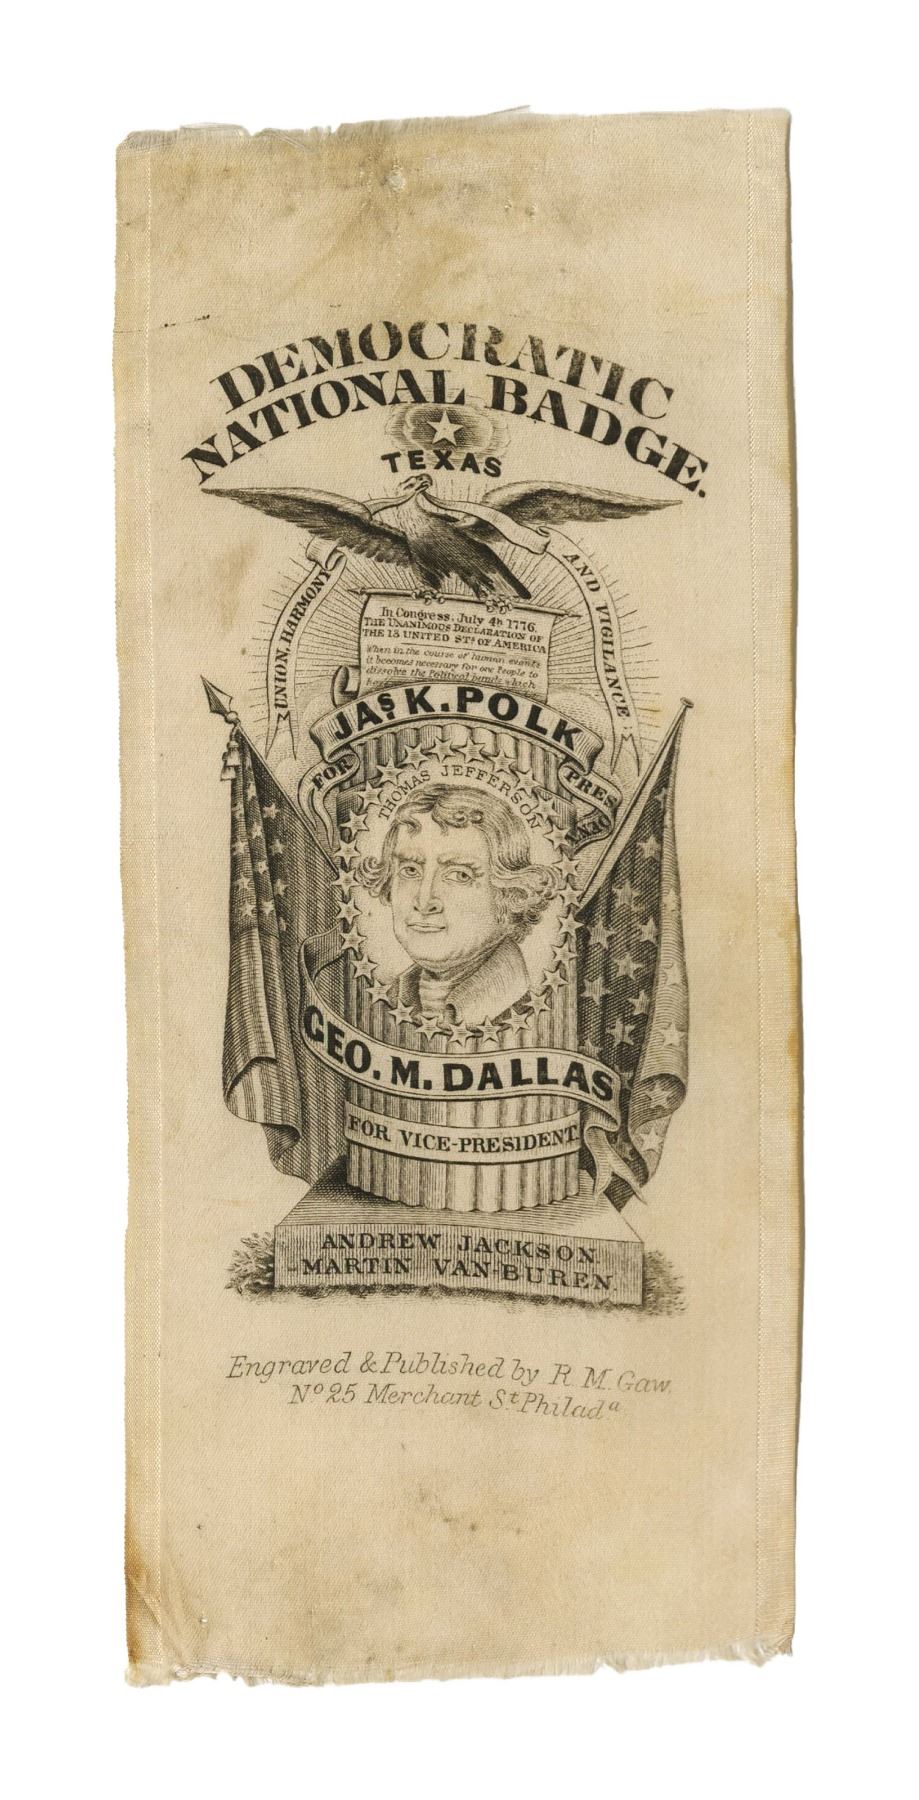 DEMOCRATIC
NATIONAL BADGE.
TEXAS
UNION, HARMONY
AND VIGILANCE
In Congress, July 4th 1776,
THE UNANIMOUS DECLARATION OF
THE 13 UNITED STs. OF AMERICA
When in the course of human events
it becomes necessary for one People to
dissolve the Political bands which
JAs. K. POLK
FOR PRES
DENT
THOMAS JEFFERSON
GEO. M. DALLAS
FOR VICE-PRESIDENT.
ANDREW JACKSON
MARTIN VAN-BUREN.
Engraved & Published by R. M. Gaw.
No 25 Merchant St Philada